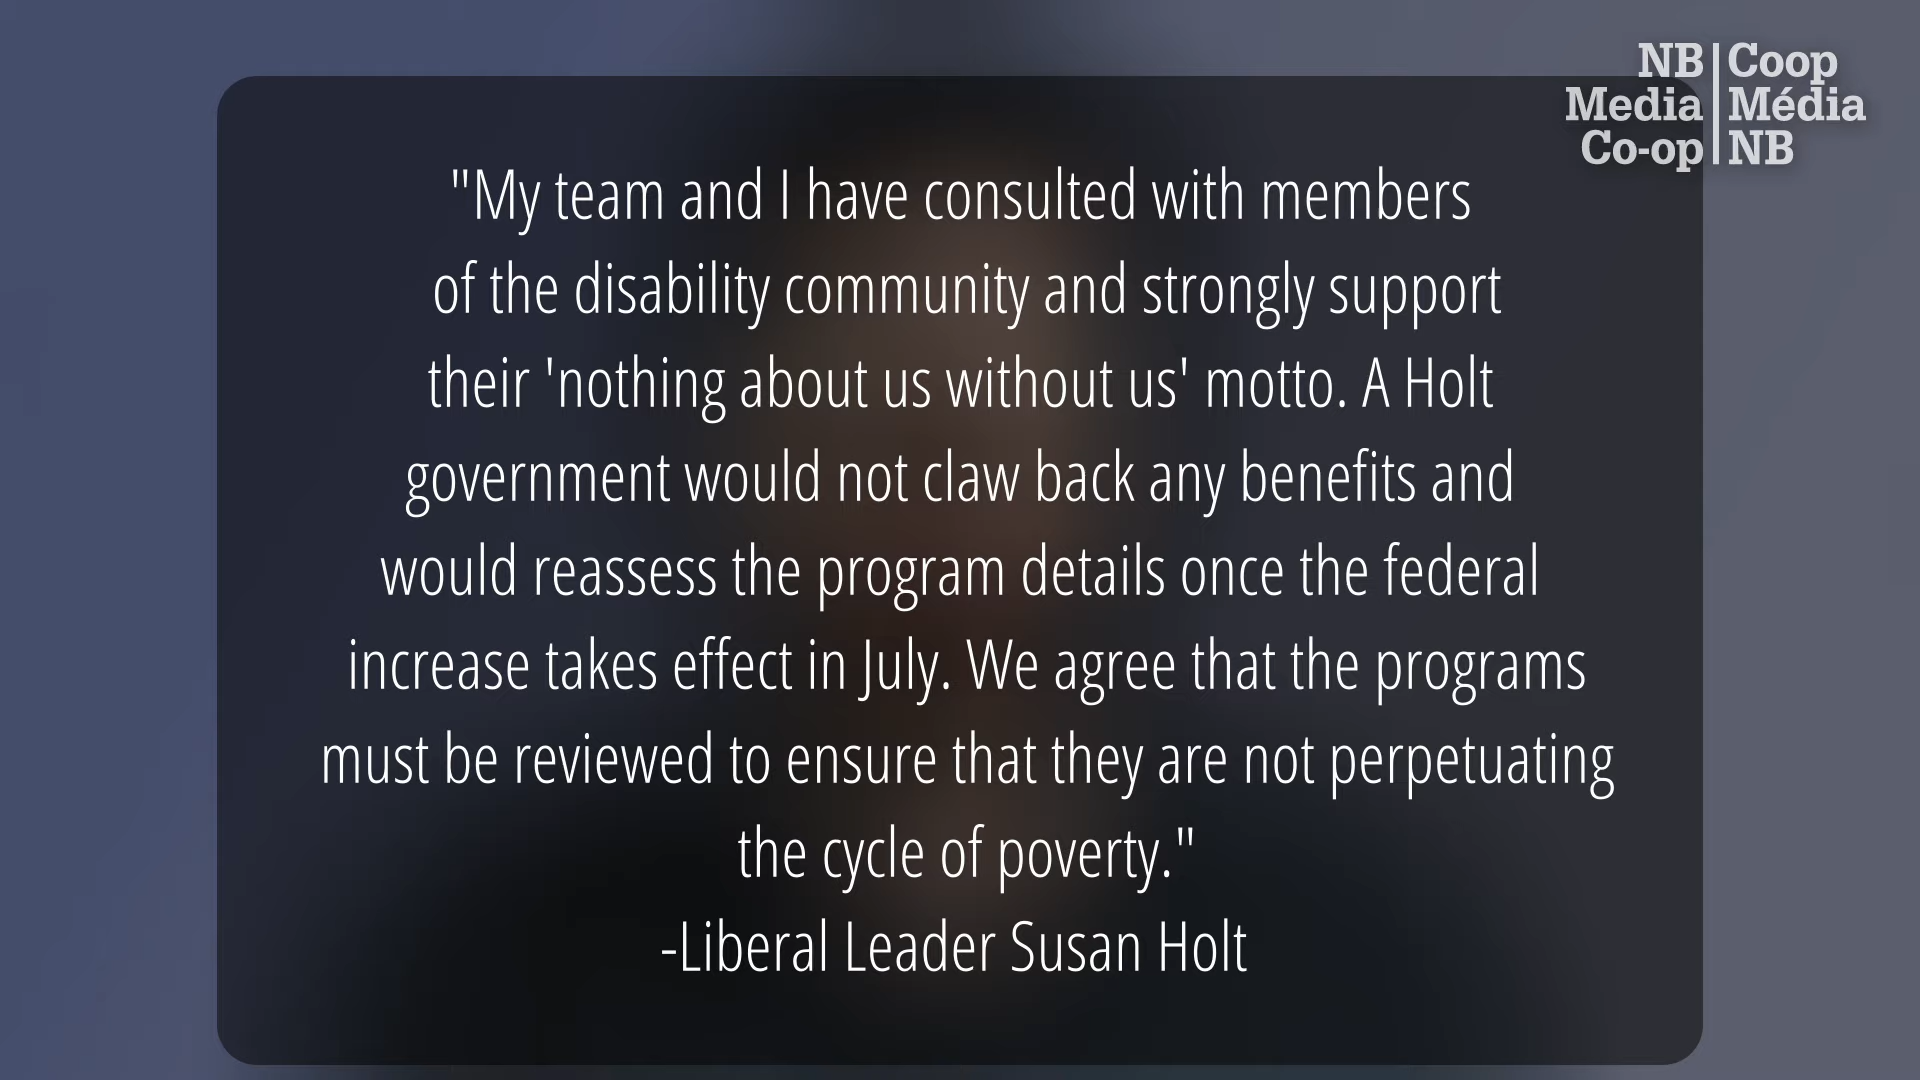 NB Coop
Media Média
Co-op NB
"My team and I have consulted with members
of the disability community and strongly support
their 'nothing about us without us' motto. A Holt
government would not claw back any benefits and
would reassess the program details once the federal
increase takes effect in July. We agree that the programs
must be reviewed to ensure that they are not perpetuating
the cycle of poverty."
-Liberal Leader Susan Holt